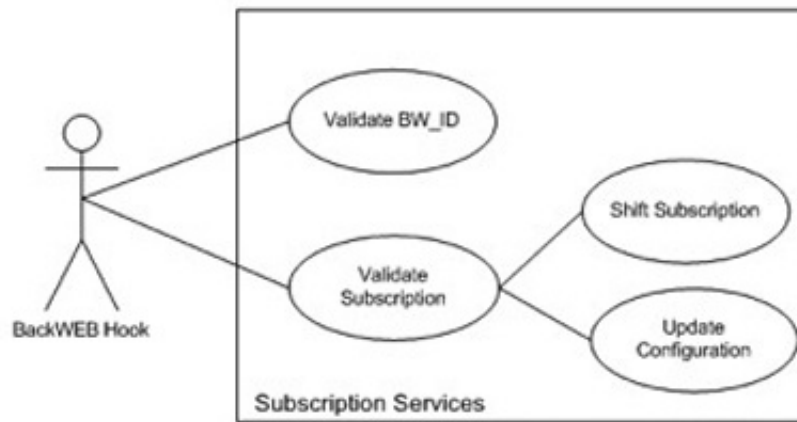 Validate BW_ID
Shift Subscription
Validate
Subscription
Update
Configuration
BackWEB Hook
Subscription Services